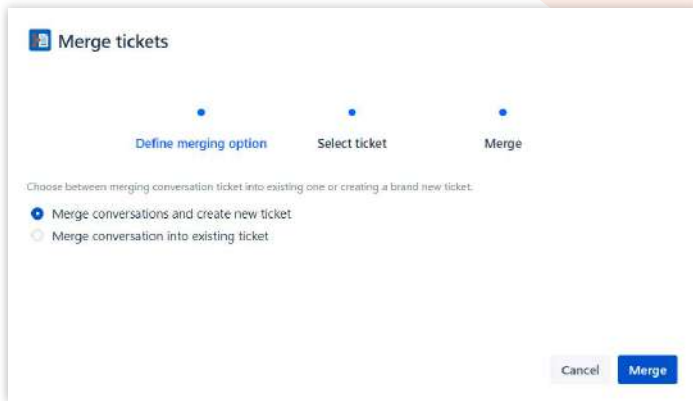 Merge tickets
Define merging option Select ticket Merge
Choose between merging conversation ticket into existing one or creating a brand new ticket.
Merge conversations and create new ticket
Merge conversation into existing ticket
Cancel Merge